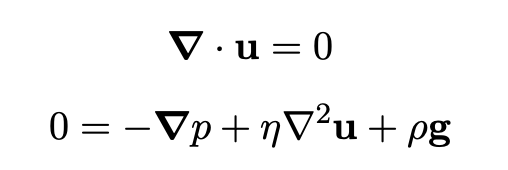 ∇ · u = 0
0 = −∇p + η∇²u + ρg